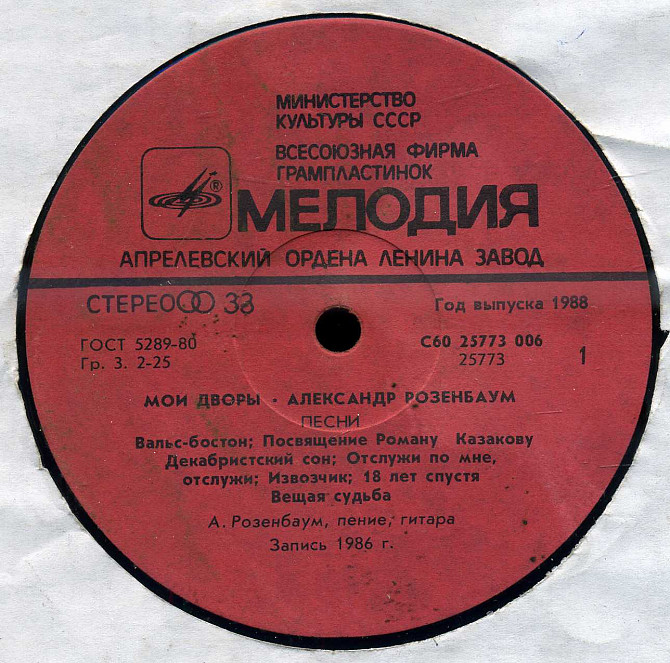 МИНИСТЕРСТВО
КУЛЬТУРЫ СССР
ВСЕСОЮЗНАЯ ФИРМА
ГРАМПЛАСТИНОК
®
МЕЛОДИЯ
АПРЕЛЕВСКИЙ ОРДЕНА ЛЕНИНА ЗАВОД
СТЕРЕО 33
Год выпуска 1988
ГОСТ 5289-80
С60 25773 006
Гр. 3. 2-25
25773
1
МОИ ДВОРЫ · АЛЕКСАНДР РОЗЕНБАУМ
ПЕСНИ
Вальс-бостон; Посвящение Роману Казакову
Декабристский сон; Отслужи по мне,
отслужи; Извозчик; 18 лет спустя
Вещая судьба
А. Розенбаум, пение, гитара
Запись 1986 г.